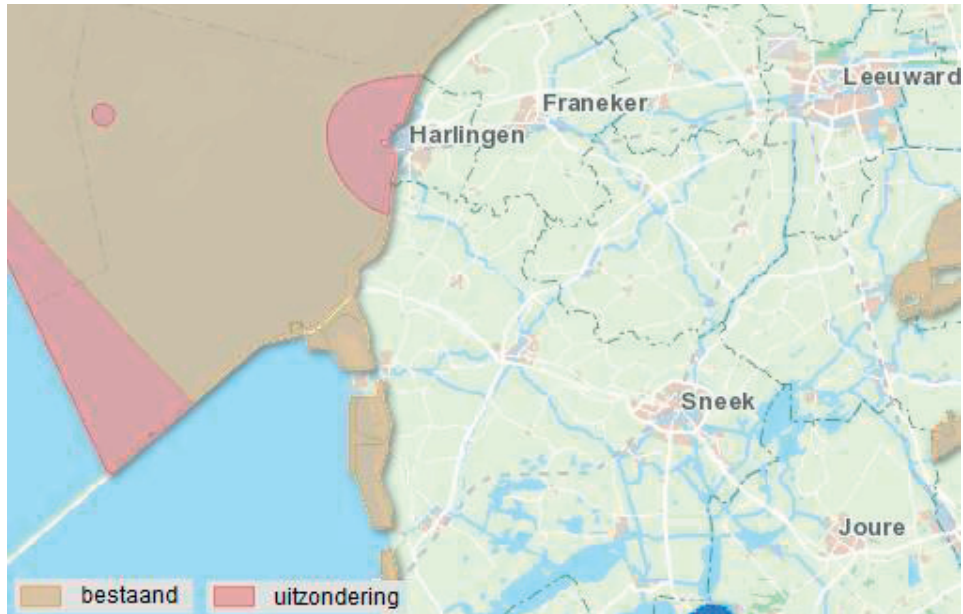 Leeuward
Franeker
Harlingen
Sneek
Joure
bestaand
uitzondering